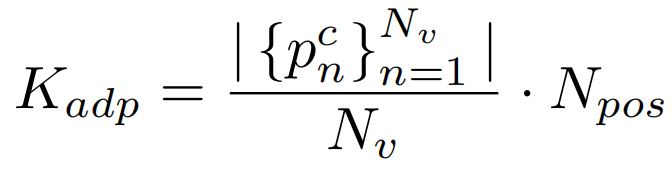 K_{adp} = \frac{| \{p_n^c\}_{n=1}^{N_v} |}{N_v} \cdot N_{pos}